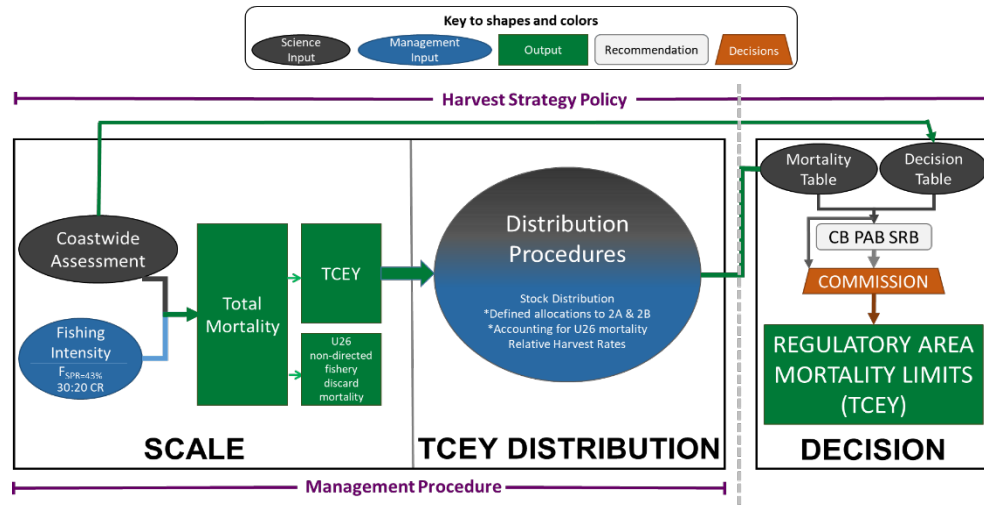 Key to shapes and colors
Science
Input
Management
Input
Output
Recommendation
Decisions
Harvest Strategy Policy
Coastwide
Assessment
Fishing
Intensity
FSPR=43%
30:20 CR
Total
Mortality
TCEY
U26
non-directed
fishery
discard
mortality
SCALE
Distribution
Procedures
Stock Distribution
*Defined allocations to 2A & 2B
*Accounting for U26 mortality
Relative Harvest Rates
TCEY DISTRIBUTION
Mortality
Table
Decision
Table
CB PAB SRB
COMMISSION
REGULATORY AREA
MORTALITY LIMITS
(TCEY)
DECISION
Management Procedure